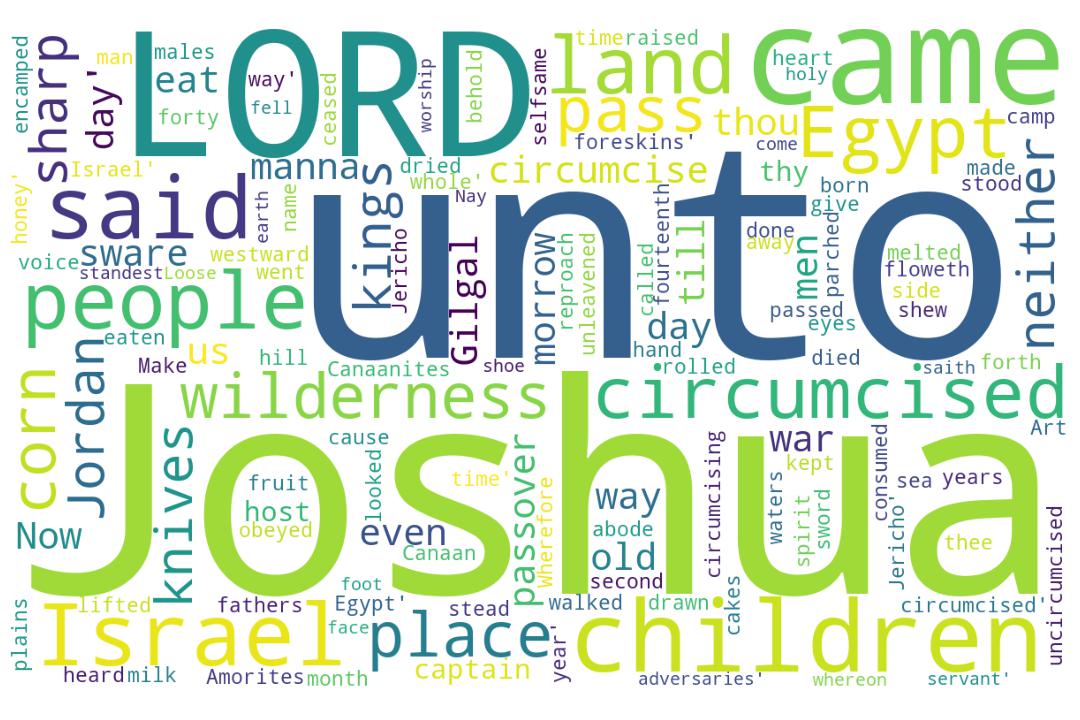 encamped
sharp
man
day'
males
eat
forty
LORD
way'
fell
ceased
worship
behold
selfsame
land
time
raised
pass
foreskins'
thou
come
came
heart
holy
Egypt
camp
made
stood
neither
honey'
Israel'
said
manna
earth
name
dried
whole'
circumcise
Nay
thy
born
give
voice
sware
standest
Loose
westward
went
people
eaten
unto
kings
Jericho
Gilgal
morrow
reproach
unleavened
called
fourteenth
till
day
hand
done
away
men
parched
passed
eyes
melted
floweth
side
shew
Make
us
hill
Canaanites
shoe
rolled
died
saith
forth
corn
Jordan
wilderness
circumcised
Art
Joshua
knives
Now
fruit
host
obeyed
cause
looked
even
Canaan
time'
passover
Wherefore
way
abode
old
second
circumcising
war
kept
waters
spirit
sword
consumed
sea
years
Jericho'
thee
uncircumcised
plains
lifted
Israel
fathers
foot
Egypt'
face
stead
place
captain
walked
year'
drawn
cakes
children
circumcised'
heard
milk
Amorites
month
adversaries'
whereon
servant'